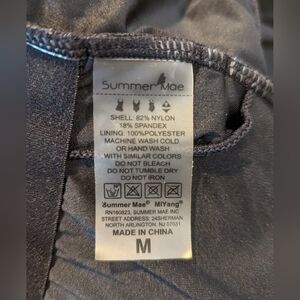 Summer Mae
SHELL: 82% NYLON
18% SPANDEX
LINING: 100%POLYESTER
MACHINE WASH COLD
OR HAND WASH
WITH SIMILAR COLORS
DO NOT BLEACH
DO NOT TUMBLE DRY
DO NOT IRON
Summer Mae® MiYang®
RN160823, SUMMER MAE INC
STREET ADDRESS: 24SHERMAN
NORTH ARLINGTON, NJ 07031
MADE IN CHINA
M